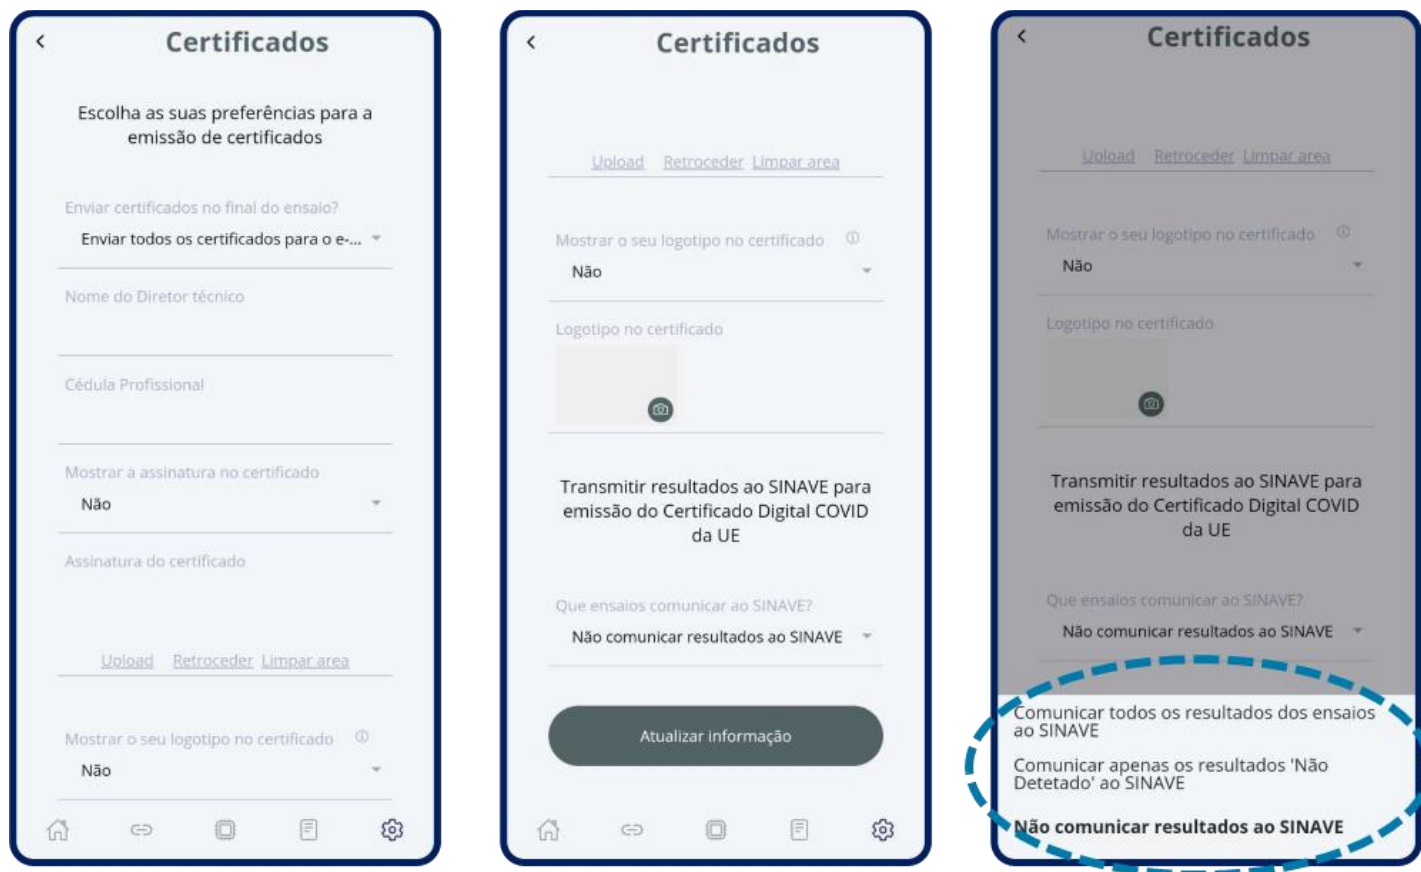 Certificados
Escolha as suas preferências para a
emissão de certificados
Enviar certificados no final do ensaio?
Enviar todos os certificados para o e-...
Nome do Diretor técnico
Cédula Profissional
Mostrar a assinatura no certificado
Não
Assinatura do certificado
Upload Retroceder Limpar area
Mostrar o seu logotipo no certificado
Não
Certificados
Upload Retroceder Limpar area
Mostrar o seu logotipo no certificado
Não
Logotipo no certificado
Transmitir resultados ao SINAVE para
emissão do Certificado Digital COVID
da UE
Que ensaios comunicar ao SINAVE?
Não comunicar resultados ao SINAVE
Atualizar informação
Certificados
Upload Retroceder Limpar area
Mostrar o seu logotipo no certificado
Não
Logotipo no certificado
Transmitir resultados ao SINAVE para
emissão do Certificado Digital COVID
da UE
Que ensaios comunicar ao SINAVE?
Não comunicar resultados ao SINAVE
Comunicar todos os resultados dos ensaios
ao SINAVE
Comunicar apenas os resultados 'Não
Detetado' ao SINAVE
Não comunicar resultados ao SINAVE